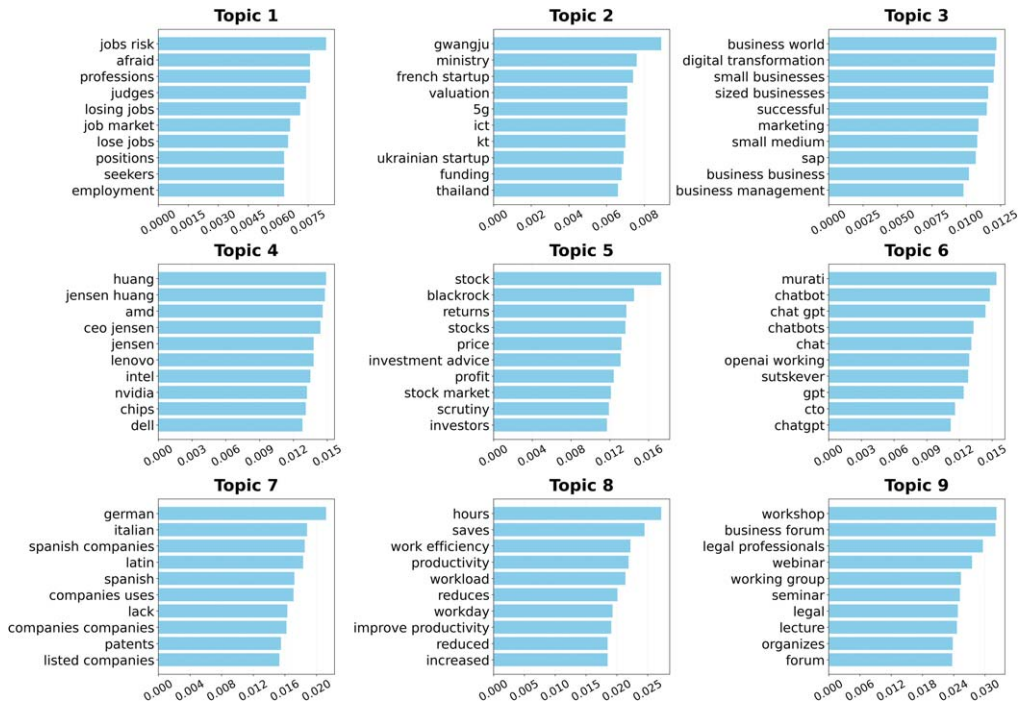 Topic 1
jobs risk
afraid
professions
judges
losing jobs
job market
lose jobs
positions
seekers
employment
0.0000 0.0015 0.0030 0.0045 0.0060 0.0075
Topic 2
gwangju
ministry
french startup
valuation
5g
ict
kt
ukrainian startup
funding
thailand
0.000 0.002 0.004 0.006 0.008
Topic 3
business world
digital transformation
small businesses
sized businesses
successful
marketing
small medium
sap
business business
business management
0.0000 0.0025 0.0050 0.0075 0.0100 0.0125
Topic 4
huang
jensen huang
amd
ceo jensen
jensen
lenovo
intel
nvidia
chips
dell
0.000 0.003 0.006 0.009 0.012 0.015
Topic 5
stock
blackrock
returns
stocks
price
investment advice
profit
stock market
scrutiny
investors
0.000 0.004 0.008 0.012 0.016
Topic 6
murati
chatbot
chat gpt
chatbots
chat
openai working
sutskever
gpt
cto
chatgpt
0.000 0.003 0.006 0.009 0.012 0.015
Topic 7
german
italian
spanish companies
latin
spanish
companies uses
lack
companies companies
patents
listed companies
0.000 0.004 0.008 0.012 0.016 0.020
Topic 8
hours
saves
work efficiency
productivity
workload
reduces
workday
improve productivity
reduced
increased
0.000 0.005 0.010 0.015 0.020 0.025
Topic 9
workshop
business forum
legal professionals
webinar
working group
seminar
legal
lecture
organizes
forum
0.000 0.006 0.012 0.018 0.024 0.030